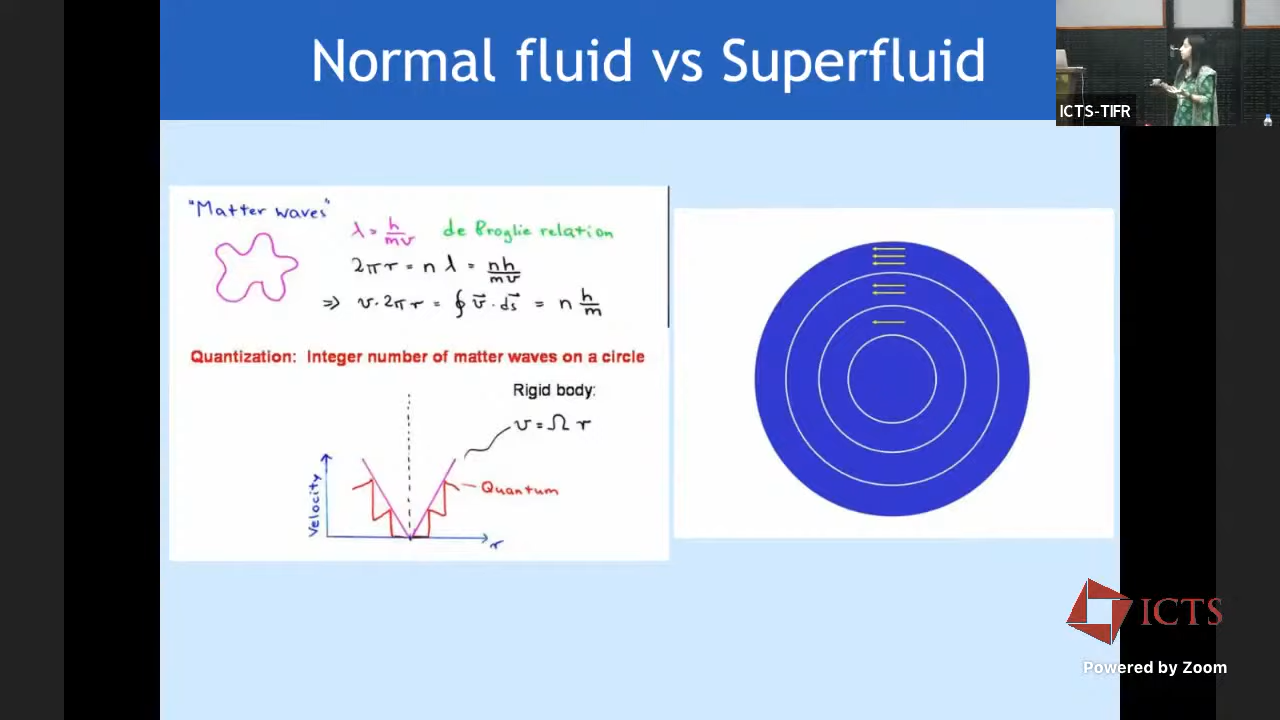 Normal fluid vs Superfluid
ICTS-TIFR
"Matter waves"
λ = h/mv de Broglie relation
2πr = nλ = nh/mv
⇒ v·2πr = ∮ v⃗·ds⃗ = n h/m
Quantization: Integer number of matter waves on a circle
Rigid body:
v = Ω r
Quantum
Velocity
r
ICTS
Powered by Zoom